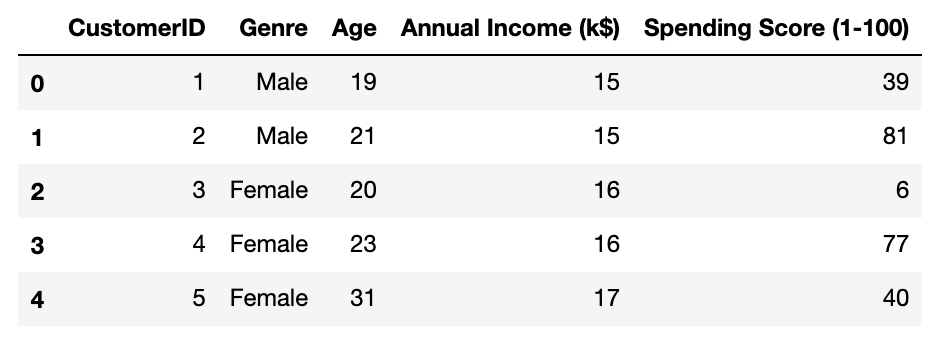 CustomerID Genre Age Annual Income (k$) Spending Score (1-100)
0 1 Male 19 15 39
1 2 Male 21 15 81
2 3 Female 20 16 6
3 4 Female 23 16 77
4 5 Female 31 17 40